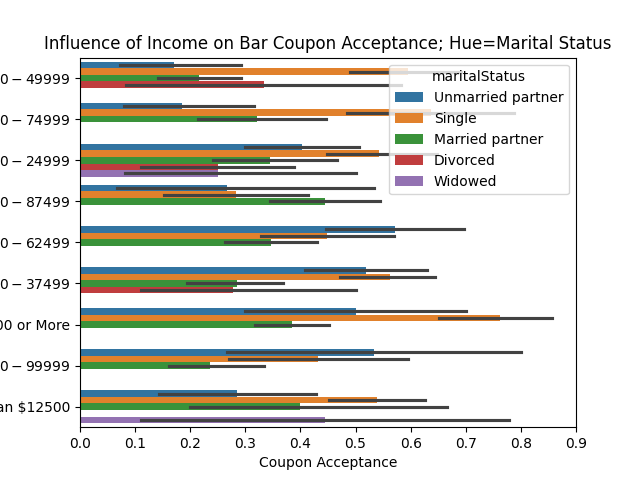 Influence of Income on Bar Coupon Acceptance; Hue=Marital Status
0 − 49999
0 − 74999
0 − 24999
0 − 87499
0 − 62499
0 − 37499
00 or More
0 − 99999
an $12500
maritalStatus
Unmarried partner
Single
Married partner
Divorced
Widowed
0.0 0.1 0.2 0.3 0.4 0.5 0.6 0.7 0.8 0.9
Coupon Acceptance